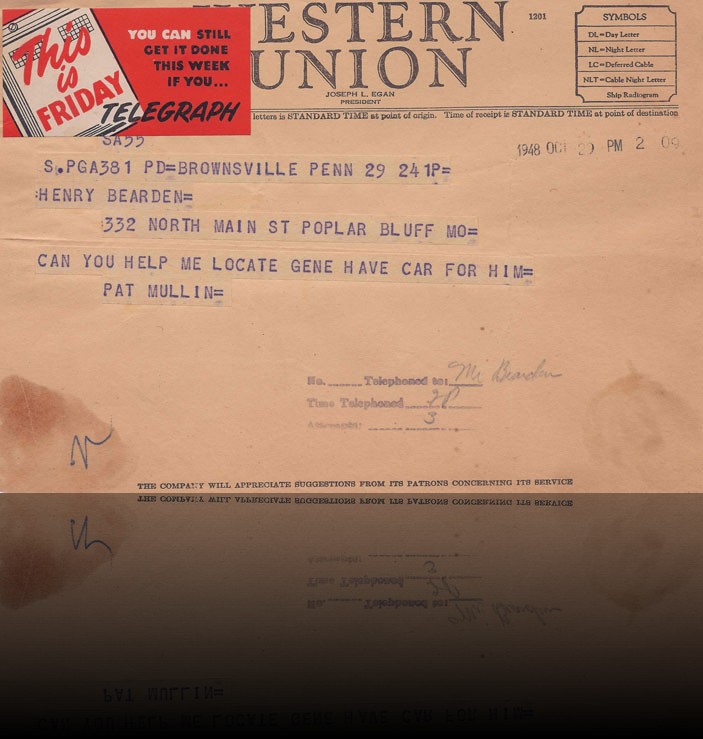 This is FRIDAY
YOU CAN STILL
GET IT DONE
THIS WEEK
IF YOU...
TELEGRAPH
WESTERN
UNION
JOSEPH L. EGAN
PRESIDENT
1201
SYMBOLS
DL=Day Letter
NL=Night Letter
LC=Deferred Cable
NLT=Cable Night Letter
Ship Radiogram
letters is STANDARD TIME at point of origin. Time of receipt is STANDARD TIME at point of destination
SA55
1948 OCT 29 PM 2 09
S.PGA381 PD=BROWNSVILLE PENN 29 241P=
HENRY BEARDEN=
332 NORTH MAIN ST POPLAR BLUFF MO=
CAN YOU HELP ME LOCATE GENE HAVE CAR FOR HIM=
PAT MULLIN=
No. Telephoned to: Mr Bearden
Time Telephoned 2P
3
THE COMPANY WILL APPRECIATE SUGGESTIONS FROM ITS PATRONS CONCERNING ITS SERVICE